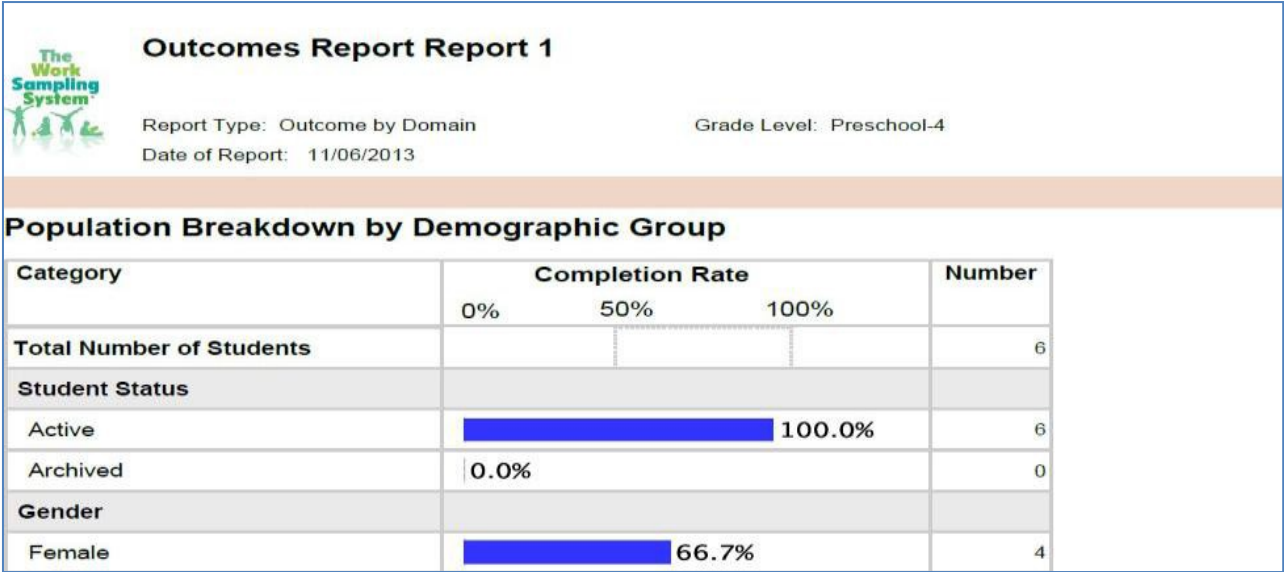 The
Work
Sampling
System
Outcomes Report Report 1
Report Type: Outcome by Domain Grade Level: Preschool-4
Date of Report: 11/06/2013
Population Breakdown by Demographic Group
Category Completion Rate Number
0% 50% 100%
Total Number of Students 6
Student Status
Active 100.0% 6
Archived 0.0% 0
Gender
Female 66.7% 4